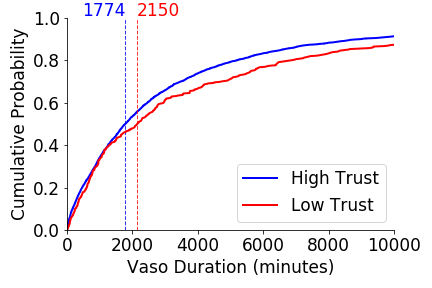 1774 2150
1.0
0.8
0.6
0.4
0.2
0.0
Cumulative Probability
High Trust
Low Trust
0 2000 4000 6000 8000 10000
Vaso Duration (minutes)